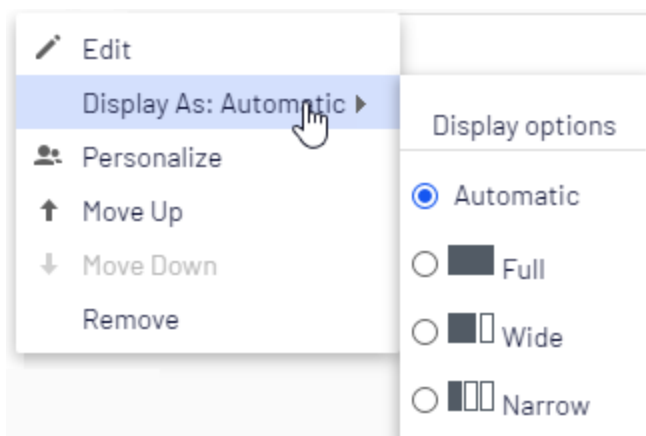 Edit
Display As: Automatic
Personalize
Move Up
Move Down
Remove
Display options
Automatic
Full
Wide
Narrow